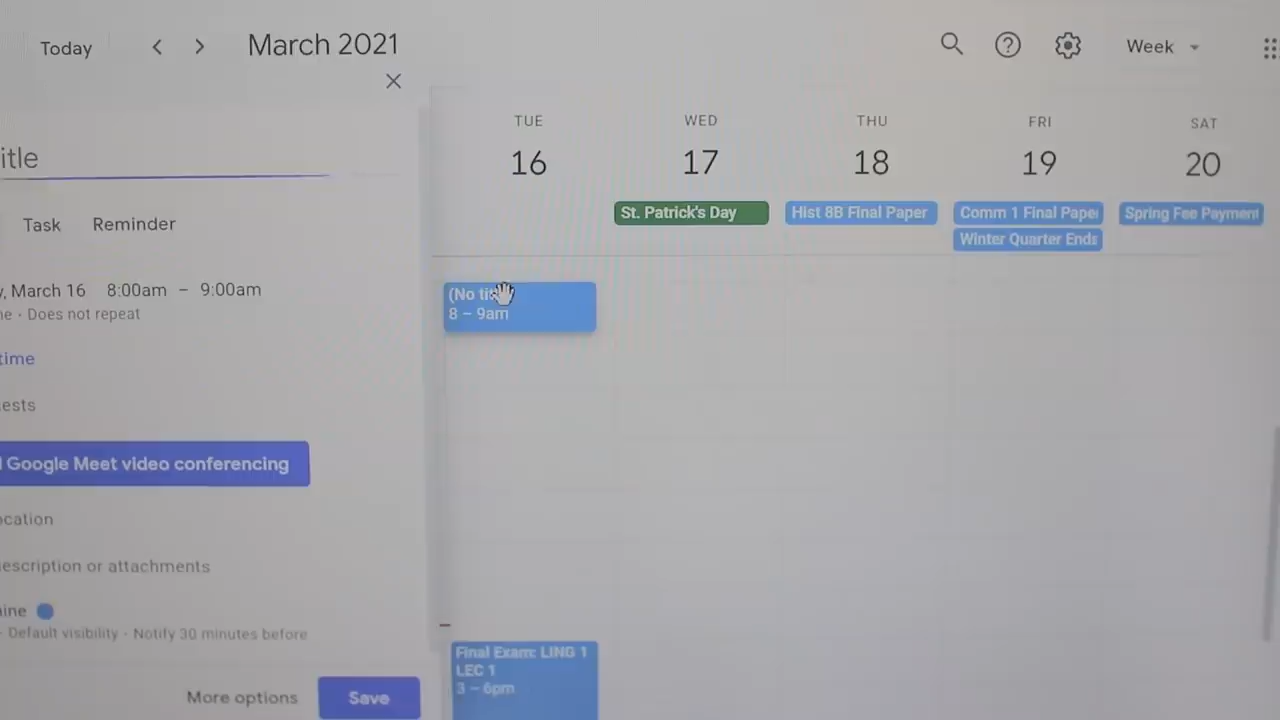 Today
March 2021
Week
itle
Task Reminder
, March 16 8:00am – 9:00am
ne · Does not repeat
time
ests
Google Meet video conferencing
ocation
escription or attachments
ine
· Default visibility · Notify 30 minutes before
More options
Save
TUE
16
WED
17
THU
18
FRI
19
SAT
20
St. Patrick's Day
Hist 8B Final Paper
Comm 1 Final Pape
Spring Fee Payment
Winter Quarter Ends
(No ti
8 – 9am
Final Exam: LING 1
LEC 1
3 – 6pm